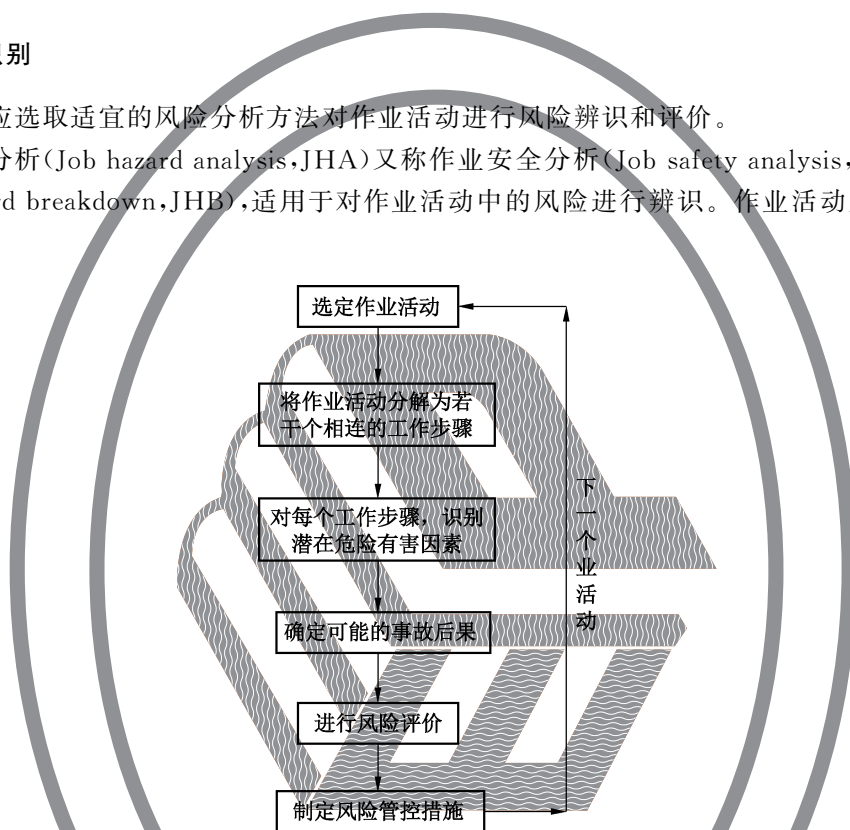 别
应选取适宜的风险分析方法对作业活动进行风险辨识和评价。
分析(Job hazard analysis,JHA)又称作业安全分析(Job safety analysis,
d breakdown,JHB),适用于对作业活动中的风险进行辨识。作业活动
选定作业活动
将作业活动分解为若
干个相连的工作步骤
对每个工作步骤，识别
潜在危险有害因素
确定可能的事故后果
进行风险评价
制定风险管控措施
下一个业活动